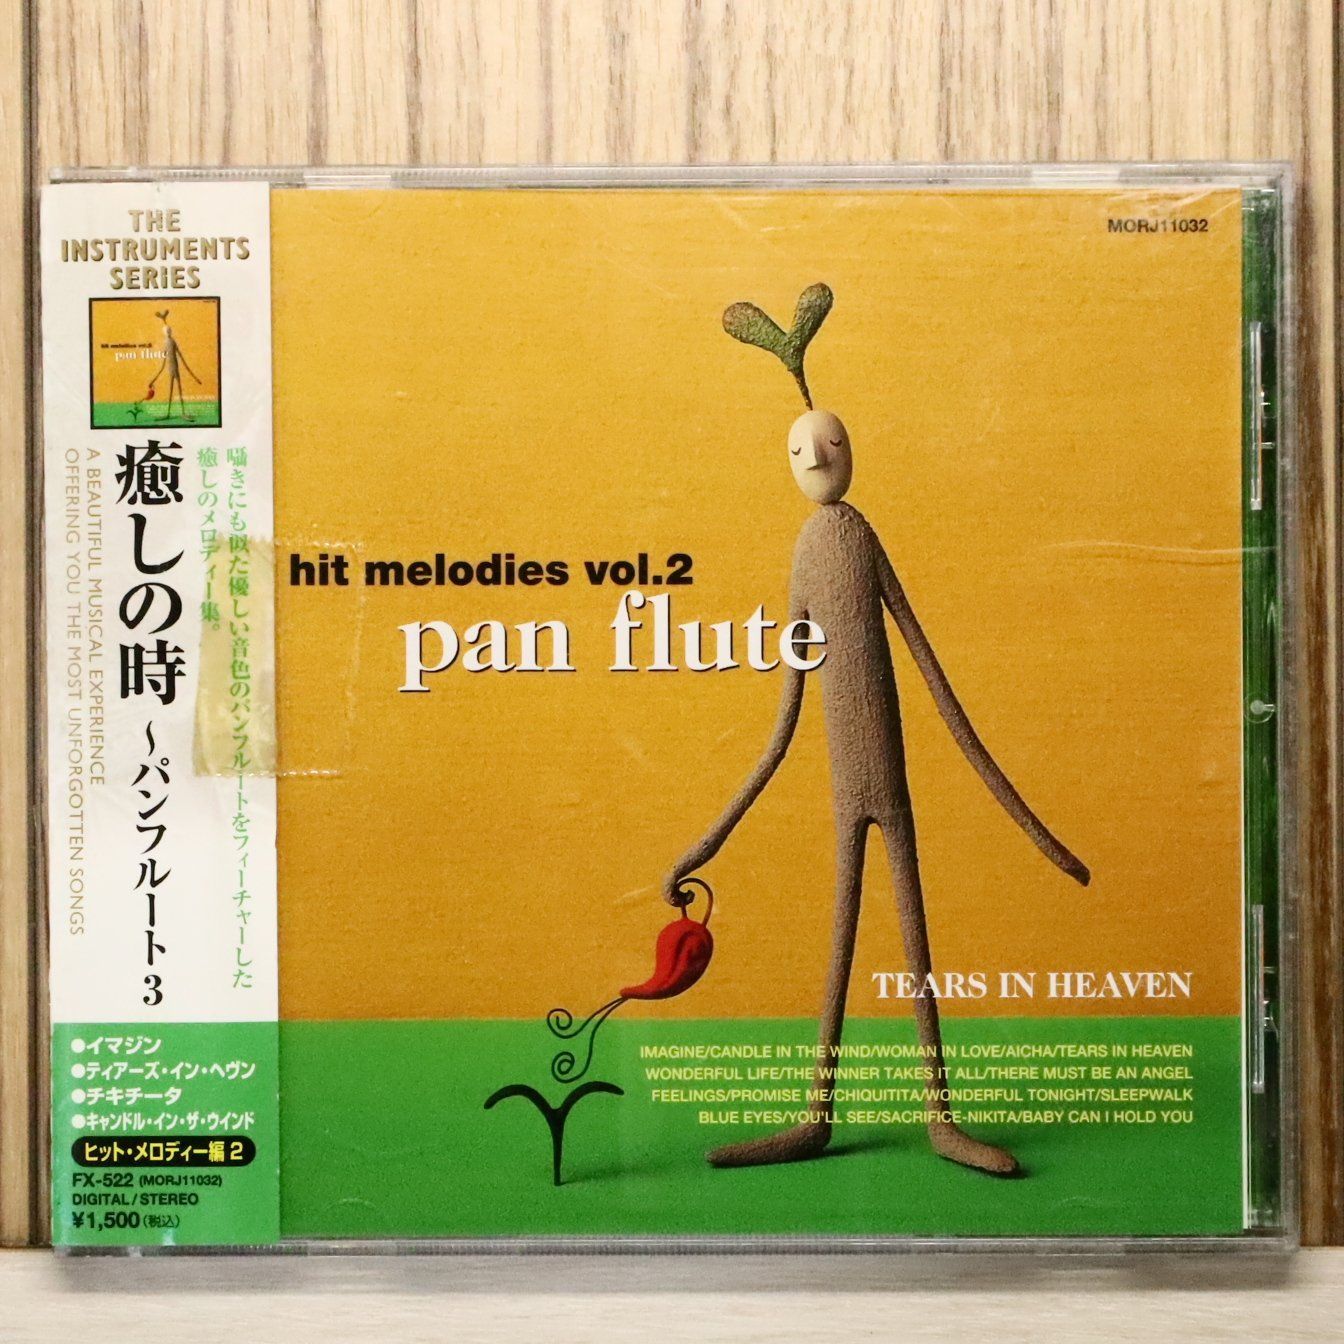 THE
INSTRUMENTS
SERIES
hit melodies vol.2
pan flute
囁きにも似た優しい音色のパンフルートをフィーチャーした
癒しのメロディー集。
癒しの時 ～パンフルート 3
A BEAUTIFUL MUSICAL EXPERIENCE
OFFERING YOU THE MOST UNFORGOTTEN SONGS
●イマジン
●ティアーズ・イン・ヘヴン
●チキチータ
●キャンドル・イン・ザ・ウインド
ヒット・メロディー編 2
FX-522 (MORJ11032)
DIGITAL/STEREO
¥1,500(税込)
MORJ11032
hit melodies vol.2
pan flute
TEARS IN HEAVEN
IMAGINE/CANDLE IN THE WIND/WOMAN IN LOVE/AICHA/TEARS IN HEAVEN
WONDERFUL LIFE/THE WINNER TAKES IT ALL/THERE MUST BE AN ANGEL
FEELINGS/PROMISE ME/CHIQUITITA/WONDERFUL TONIGHT/SLEEPWALK
BLUE EYES/YOU'LL SEE/SACRIFICE-NIKITA/BABY CAN I HOLD YOU